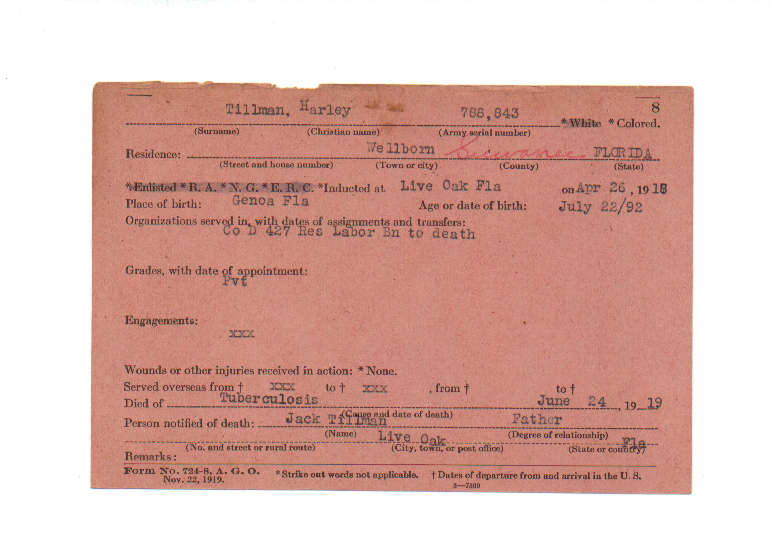 8
Tillman, Harley 788,843 * White * Colored.
(Surname) (Christian name) (Army serial number)
Residence: Wellborn Suwanee FLORIDA
(Street and house number) (Town or city) (County) (State)
* Enlisted * R. A. * N. G. * E. R. C. * Inducted at Live Oak Fla on Apr 26, 1918
Place of birth: Genoa Fla Age or date of birth: July 22/92
Organizations served in, with dates of assignments and transfers:
Co D 427 Res Labor Bn to death
Grades, with date of appointment:
Pvt
Engagements:
xxx
Wounds or other injuries received in action: * None.
Served overseas from † xxx to † xxx , from † to †
Died of Tuberculosis June 24 , 19 19
(Cause and date of death)
Person notified of death: Jack Tillman Father
(Name) (Degree of relationship)
Live Oak Fla
(No. and street or rural route) (City, town, or post office) (State or country)
Remarks:
Form No. 724-8, A. G. O. * Strike out words not applicable. † Dates of departure from and arrival in the U. S.
Nov. 22, 1919. 3—7369